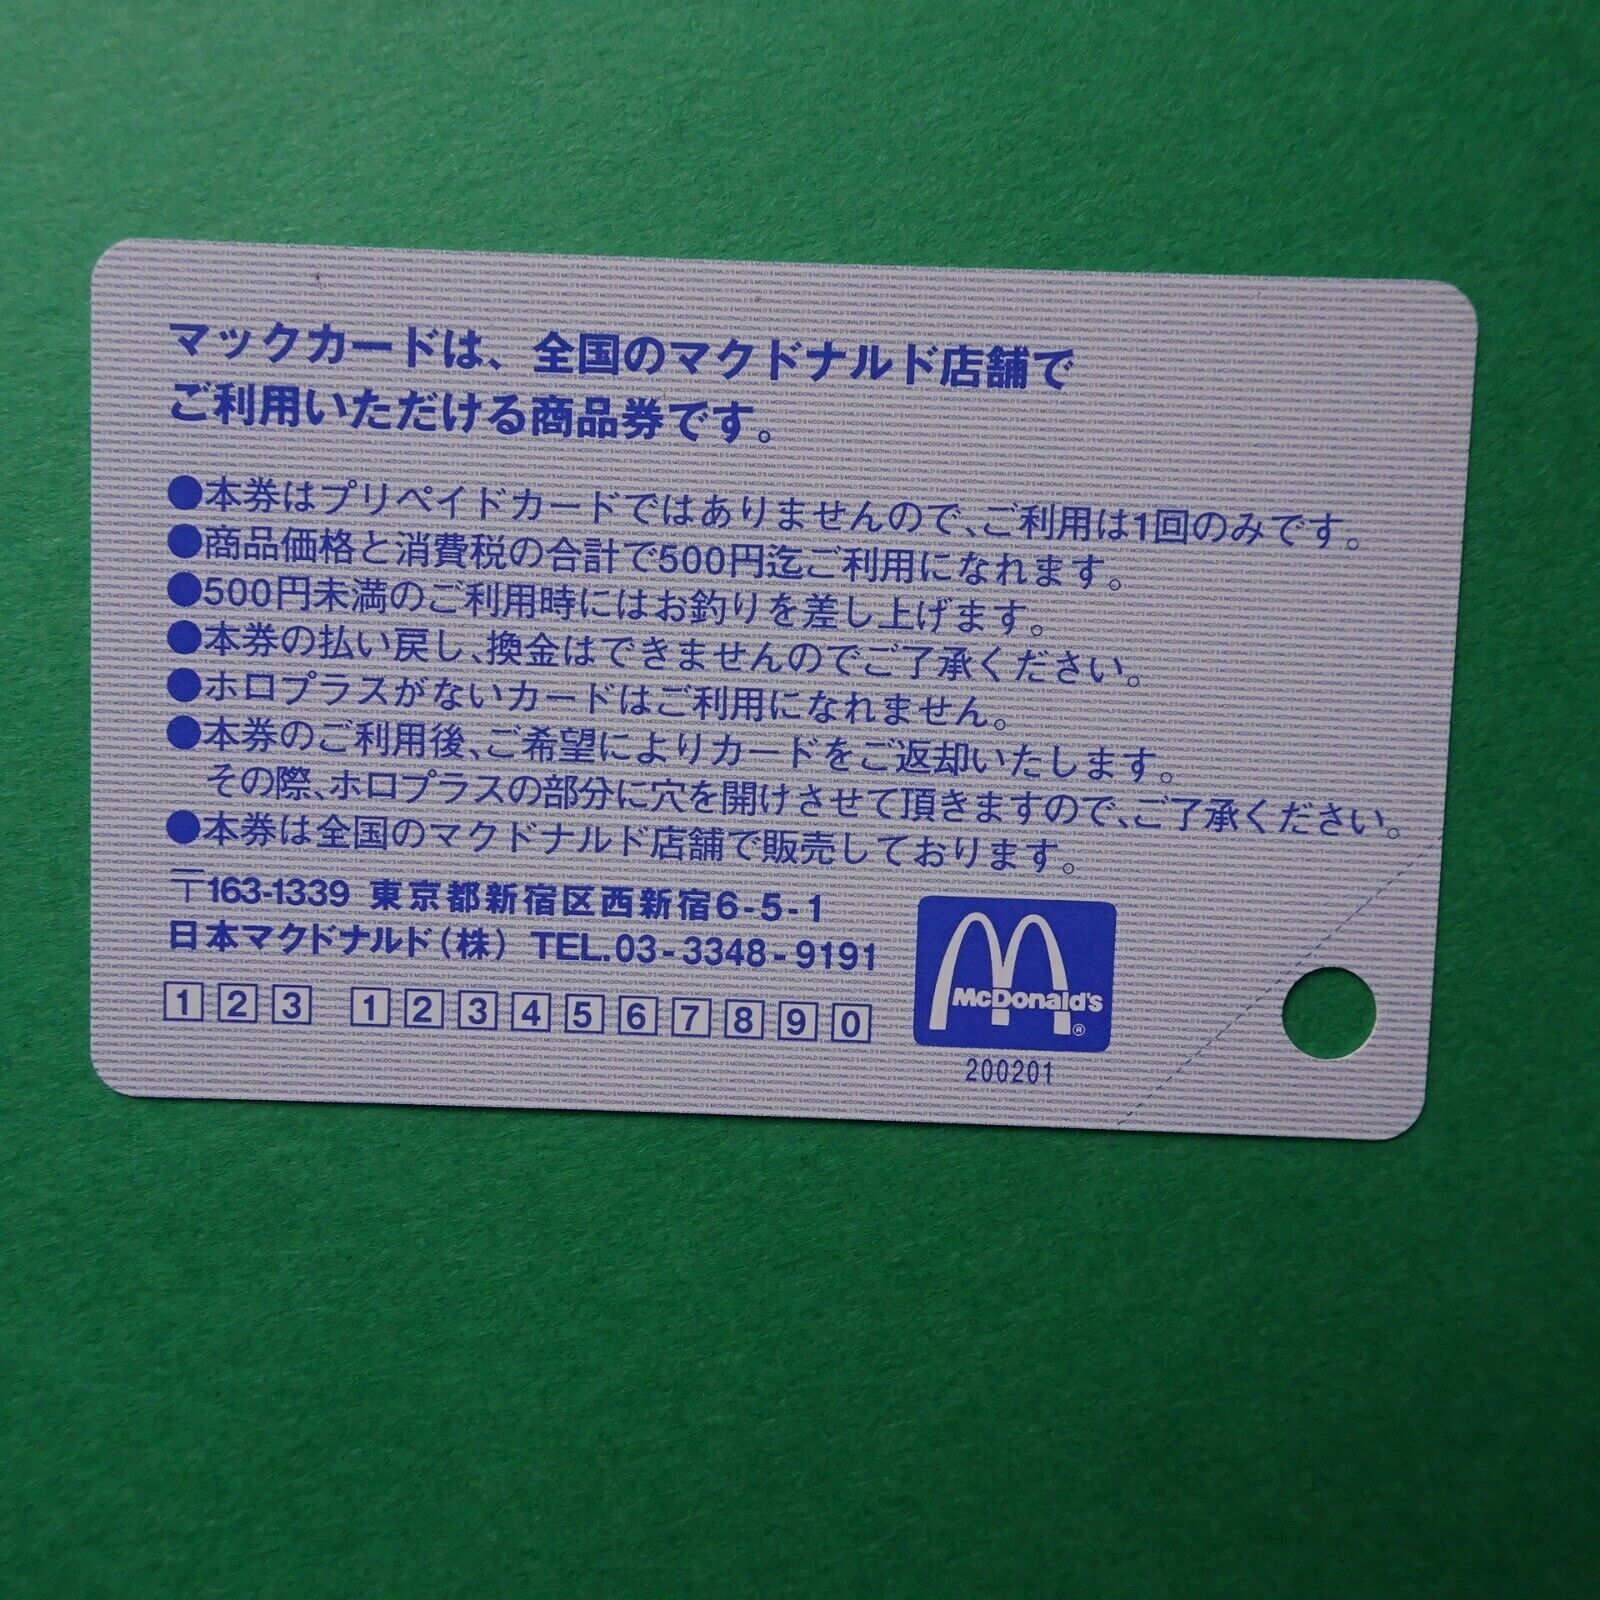 マックカードは、全国のマクドナルド店舗で
ご利用いただける商品券です。
●本券はプリペイドカードではありませんので、ご利用は1回のみです。
●商品価格と消費税の合計で500円迄ご利用になれます。
●500円未満のご利用時にはお釣りを差し上げます。
●本券の払い戻し、換金はできませんのでご了承ください。
●ホロプラスがないカードはご利用になれません。
●本券のご利用後、ご希望によりカードをご返却いたします。
その際、ホロプラスの部分に穴を開けさせて頂きますので、ご了承ください。
●本券は全国のマクドナルド店舗で販売しております。
〒163-1339 東京都新宿区西新宿6-5-1
日本マクドナルド(株) TEL.03-3348-9191
123 1234567890
McDonald's®
200201